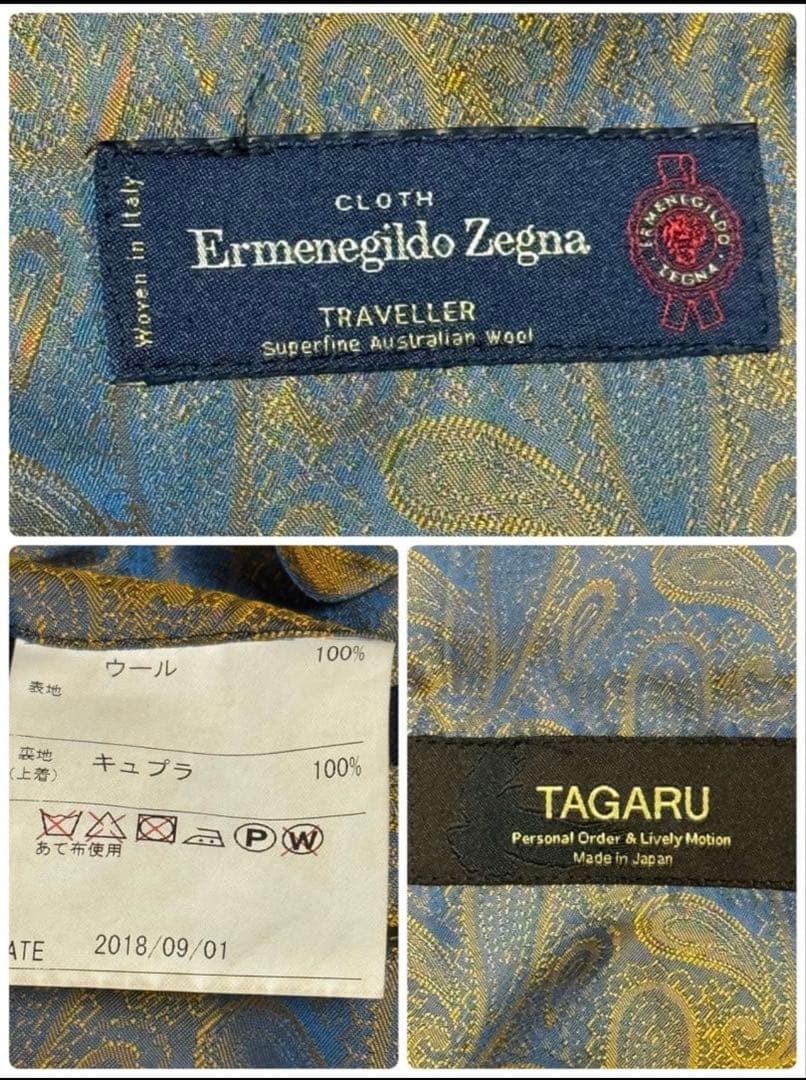 Woven in Italy
CLOTH
Ermenegildo Zegna
TRAVELLER
Superfine Australian Wool
ERMENEGILDO
ZEGNA
ウール 100%
表地
裏地
(上着) キュプラ 100%
P W
あて布使用
ATE 2018/09/01
TAGARU
Personal Order & Lively Motion
Made in Japan